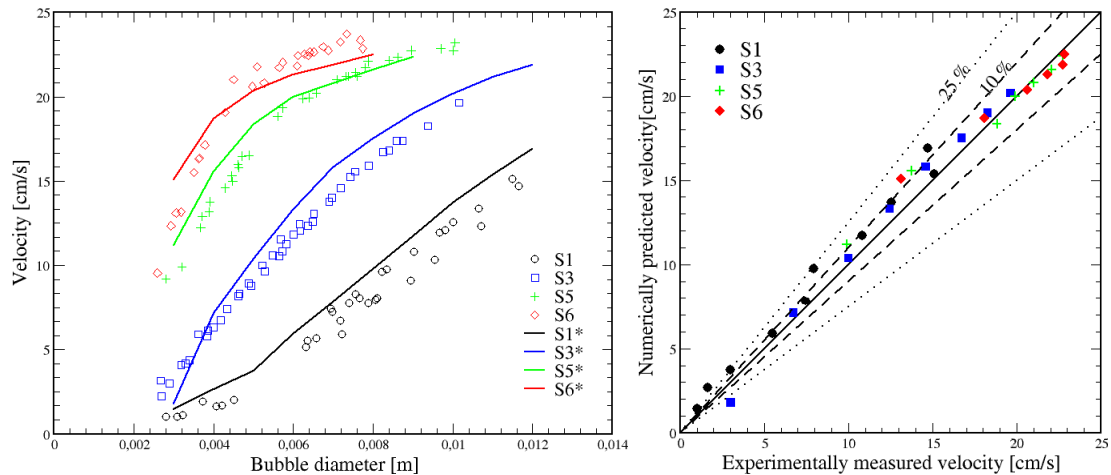 Velocity [cm/s]
25
20
15
10
5
0
0
0,002
0,004
0,006
0,008
0,01
0,012
0,014
Bubble diameter [m]
S1
S3
S5
S6
S1*
S3*
S5*
S6*
Numerically predicted velocity[cm/s]
25
20
15
10
5
0
0
5
10
15
20
25
Experimentally measured velocity [cm/s]
S1
S3
S5
S6
25 %
10 %